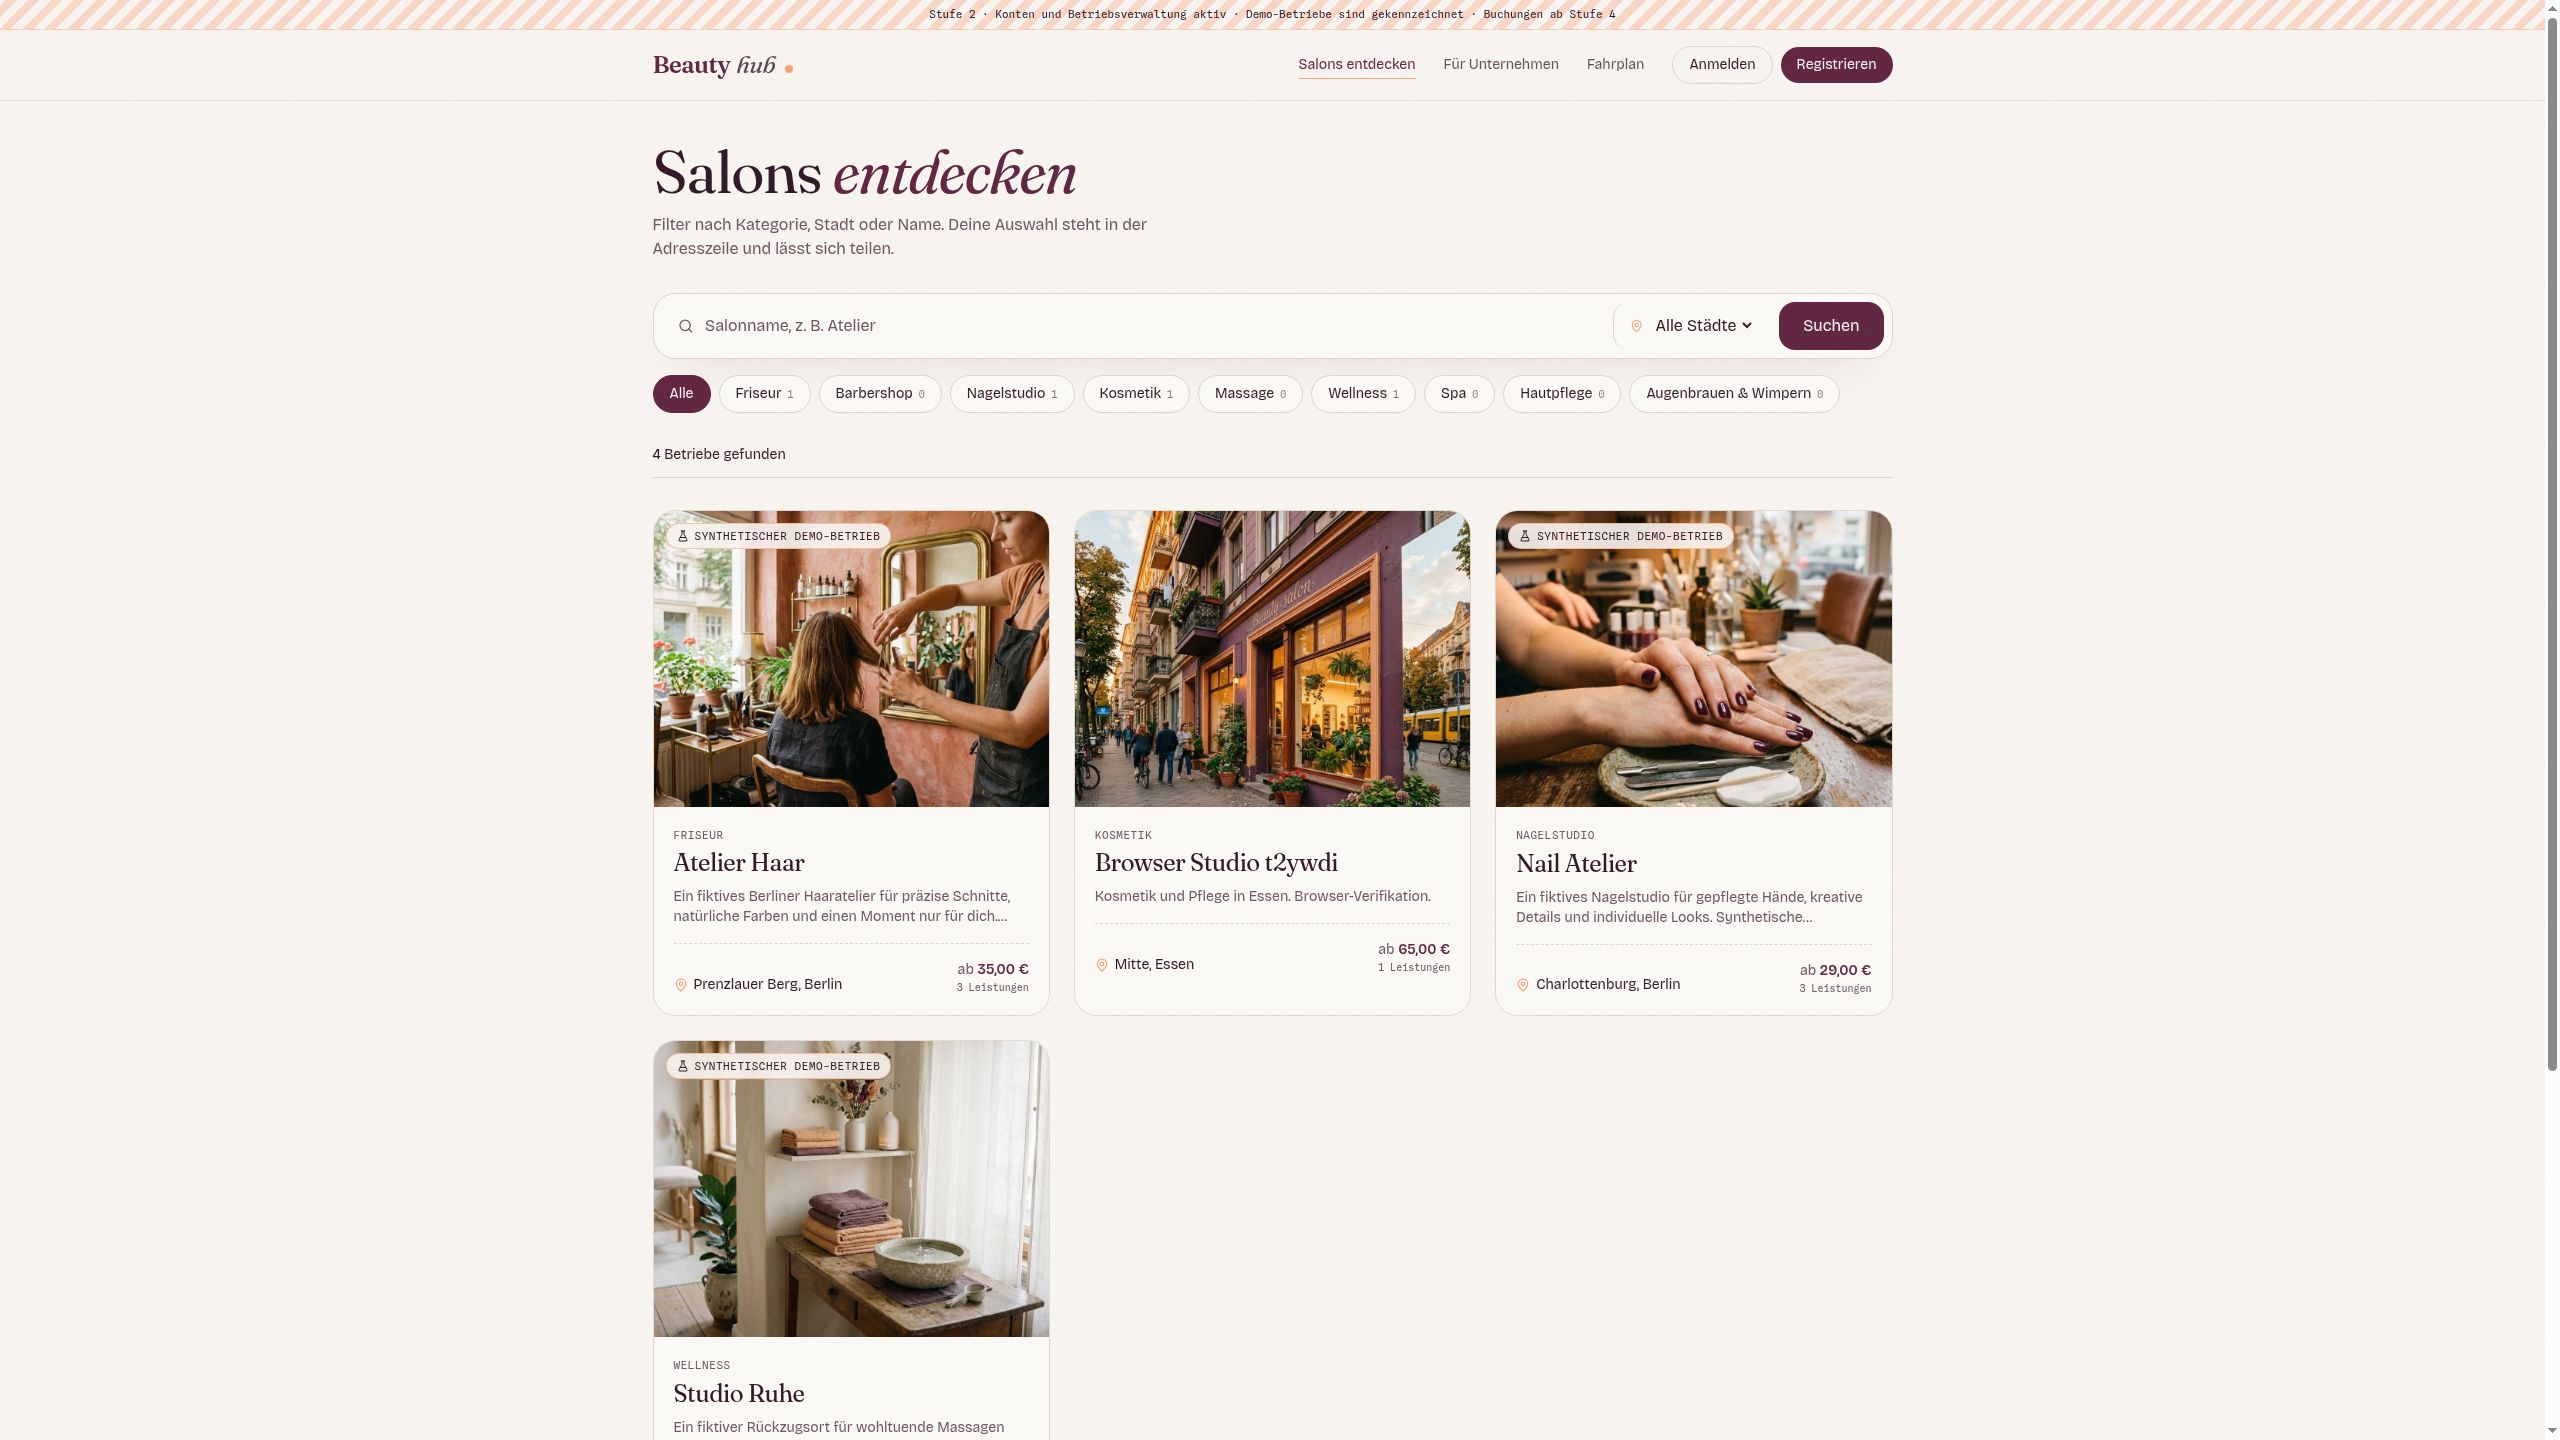 Stufe 2 · Konten und Betriebsverwaltung aktiv · Demo-Betriebe sind gekennzeichnet · Buchungen ab Stufe 4
Beauty hub
Salons entdecken
Für Unternehmen
Fahrplan
Anmelden
Registrieren
Salons entdecken
Filter nach Kategorie, Stadt oder Name. Deine Auswahl steht in der
Adresszeile und lässt sich teilen.
Salonname, z. B. Atelier
Alle Städte
Suchen
Alle
Friseur 1
Barbershop 0
Nagelstudio 1
Kosmetik 1
Massage 0
Wellness 1
Spa 0
Hautpflege 0
Augenbrauen & Wimpern 0
4 Betriebe gefunden
SYNTHETISCHER DEMO-BETRIEB
FRISEUR
Atelier Haar
Ein fiktives Berliner Haaratelier für präzise Schnitte,
natürliche Farben und einen Moment nur für dich....
Prenzlauer Berg, Berlin
ab 35,00 €
3 Leistungen
Beauty Salon
KOSMETIK
Browser Studio t2ywdi
Kosmetik und Pflege in Essen. Browser-Verifikation.
Mitte, Essen
ab 65,00 €
1 Leistungen
SYNTHETISCHER DEMO-BETRIEB
NAGELSTUDIO
Nail Atelier
Ein fiktives Nagelstudio für gepflegte Hände, kreative
Details und individuelle Looks. Synthetische...
Charlottenburg, Berlin
ab 29,00 €
3 Leistungen
SYNTHETISCHER DEMO-BETRIEB
WELLNESS
Studio Ruhe
Ein fiktiver Rückzugsort für wohltuende Massagen